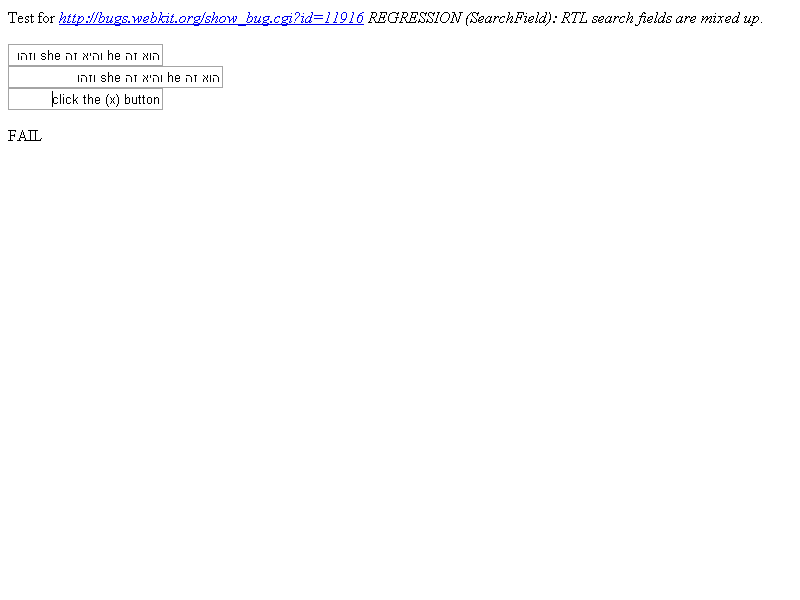 Test for http://bugs.webkit.org/show_bug.cgi?id=11916 REGRESSION (SearchField): RTL search fields are mixed up.
הוא זה he והיא זה she וזהו
הוא זה he והיא זה she וזהו
click the (x) button
FAIL